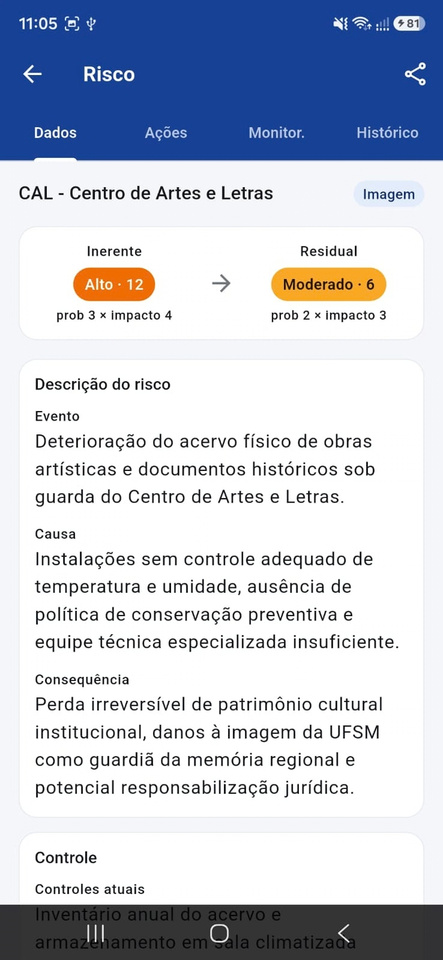 11:05
81
Risco
Dados
Ações
Monitor.
Histórico
CAL - Centro de Artes e Letras
Imagem
Inerente
Residual
Alto · 12
Moderado · 6
prob 3 × impacto 4
prob 2 × impacto 3
Descrição do risco
Evento
Deterioração do acervo físico de obras
artísticas e documentos históricos sob
guarda do Centro de Artes e Letras.
Causa
Instalações sem controle adequado de
temperatura e umidade, ausência de
política de conservação preventiva e
equipe técnica especializada insuficiente.
Consequência
Perda irreversível de patrimônio cultural
institucional, danos à imagem da UFSM
como guardiã da memória regional e
potencial responsabilização jurídica.
Controle
Controles atuais
Inventário anual do acervo e
armazenamento em sala climatizada